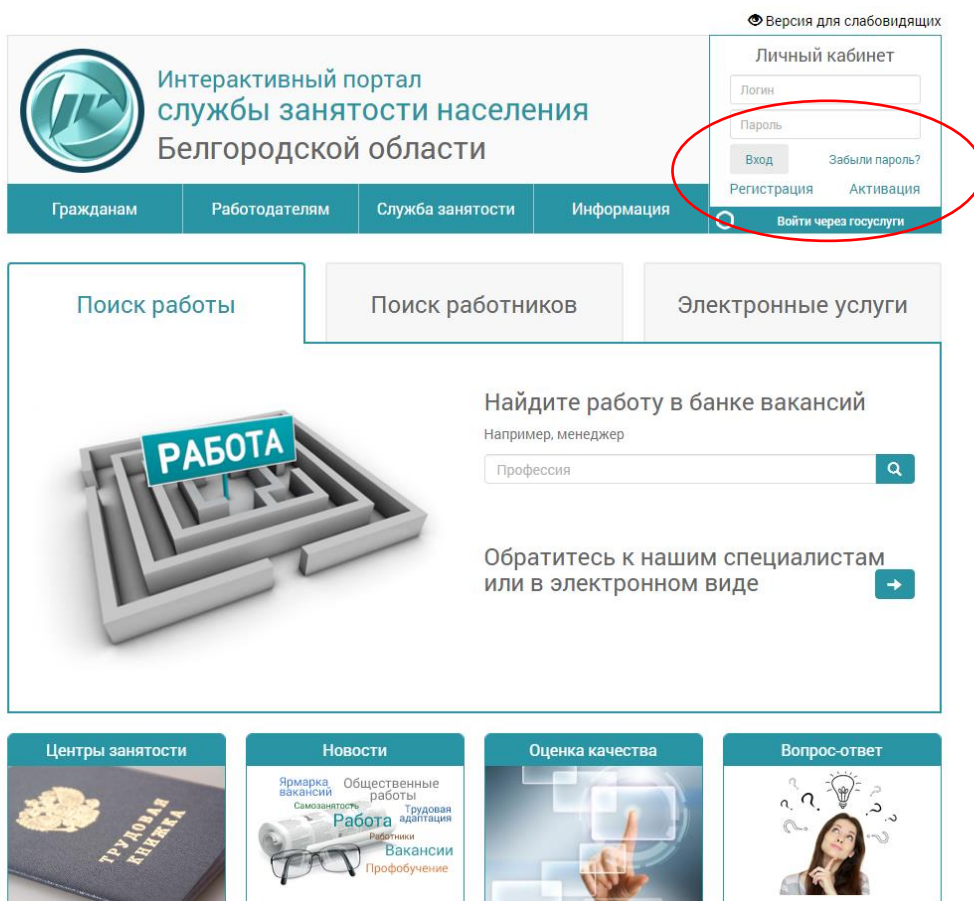 Версия для слабовидящих
Интерактивный портал
службы занятости населения
Белгородской области
Личный кабинет
Логин
Пароль
Вход Забыли пароль?
Регистрация Активация
Войти через госуслуги
Гражданам Работодателям Служба занятости Информация
Поиск работы Поиск работников Электронные услуги
РАБОТА
Найдите работу в банке вакансий
Например, менеджер
Профессия
Обратитесь к нашим специалистам
или в электронном виде
Центры занятости Новости Оценка качества Вопрос-ответ
ТРУДОВАЯ
КНИЖКА
Ярмарка
вакансий
Общественные
работы
Самозанятость
Трудовая
адаптация
Работа
Работники
Вакансии
Профобучение